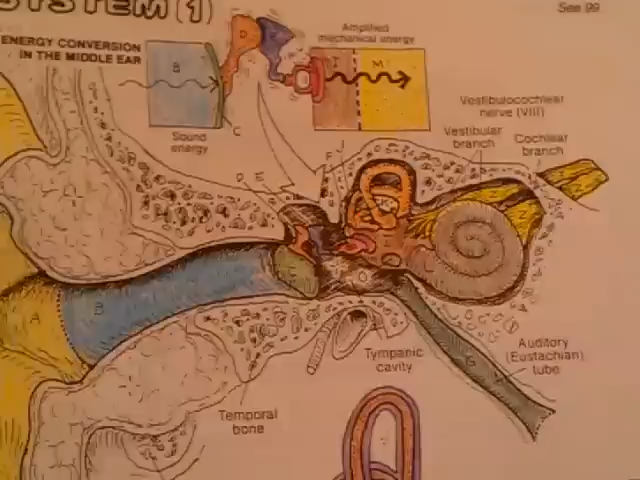 SYSTEM (1)
See 99
ENERGY CONVERSION
IN THE MIDDLE EAR
Amplified
mechanical energy
B
D
I
M
Sound
energy
C
Vestibulocochlear
nerve (VIII)
Vestibular
branch
Cochlear
branch
J
F
D E
A
B
C
G
Tympanic
cavity
Auditory
(Eustachian)
tube
Temporal
bone